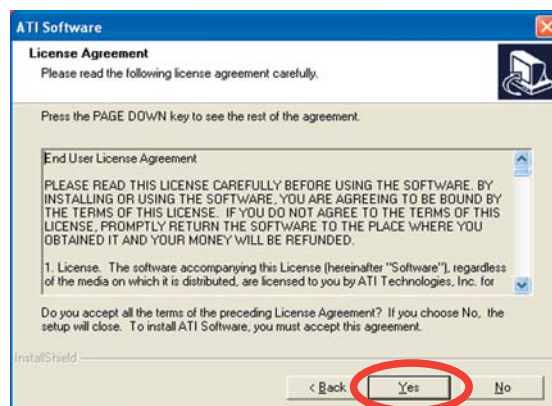 ATI Software
License Agreement
Please read the following license agreement carefully.
Press the PAGE DOWN key to see the rest of the agreement.
End User License Agreement
PLEASE READ THIS LICENSE CAREFULLY BEFORE USING THE SOFTWARE. BY
INSTALLING OR USING THE SOFTWARE, YOU ARE AGREEING TO BE BOUND BY
THE TERMS OF THIS LICENSE. IF YOU DO NOT AGREE TO THE TERMS OF THIS
LICENSE, PROMPTLY RETURN THE SOFTWARE TO THE PLACE WHERE YOU
OBTAINED IT AND YOUR MONEY WILL BE REFUNDED.
1. License. The software accompanying this License (hereinafter "Software"), regardless
of the media on which it is distributed, are licensed to you by ATI Technologies, Inc. for
Do you accept all the terms of the preceding License Agreement? If you choose No, the
setup will close. To install ATI Software, you must accept this agreement.
InstallShield
< Back Yes No